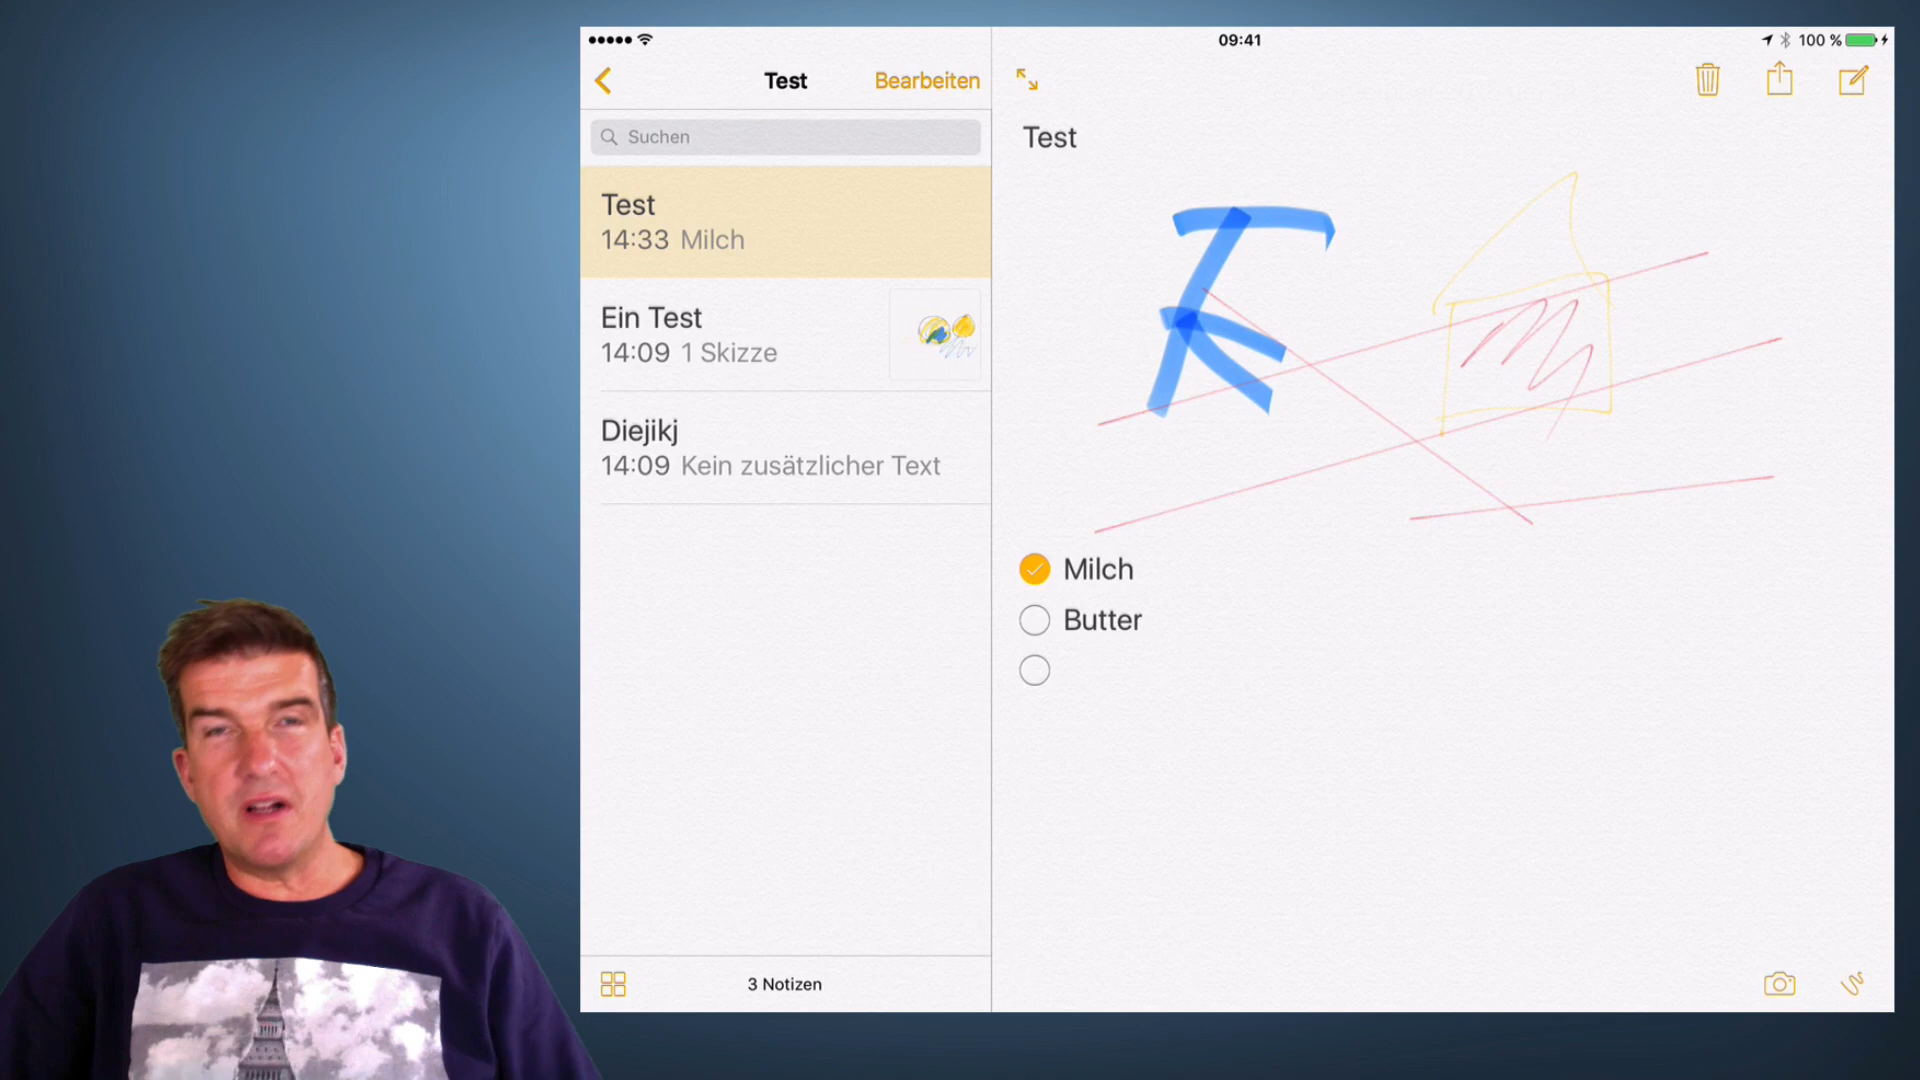 09:41
100 %
Test
Bearbeiten
Suchen
Test
14:33 Milch
Ein Test
14:09 1 Skizze
Diejikj
14:09 Kein zusätzlicher Text
3 Notizen
Test
Milch
Butter